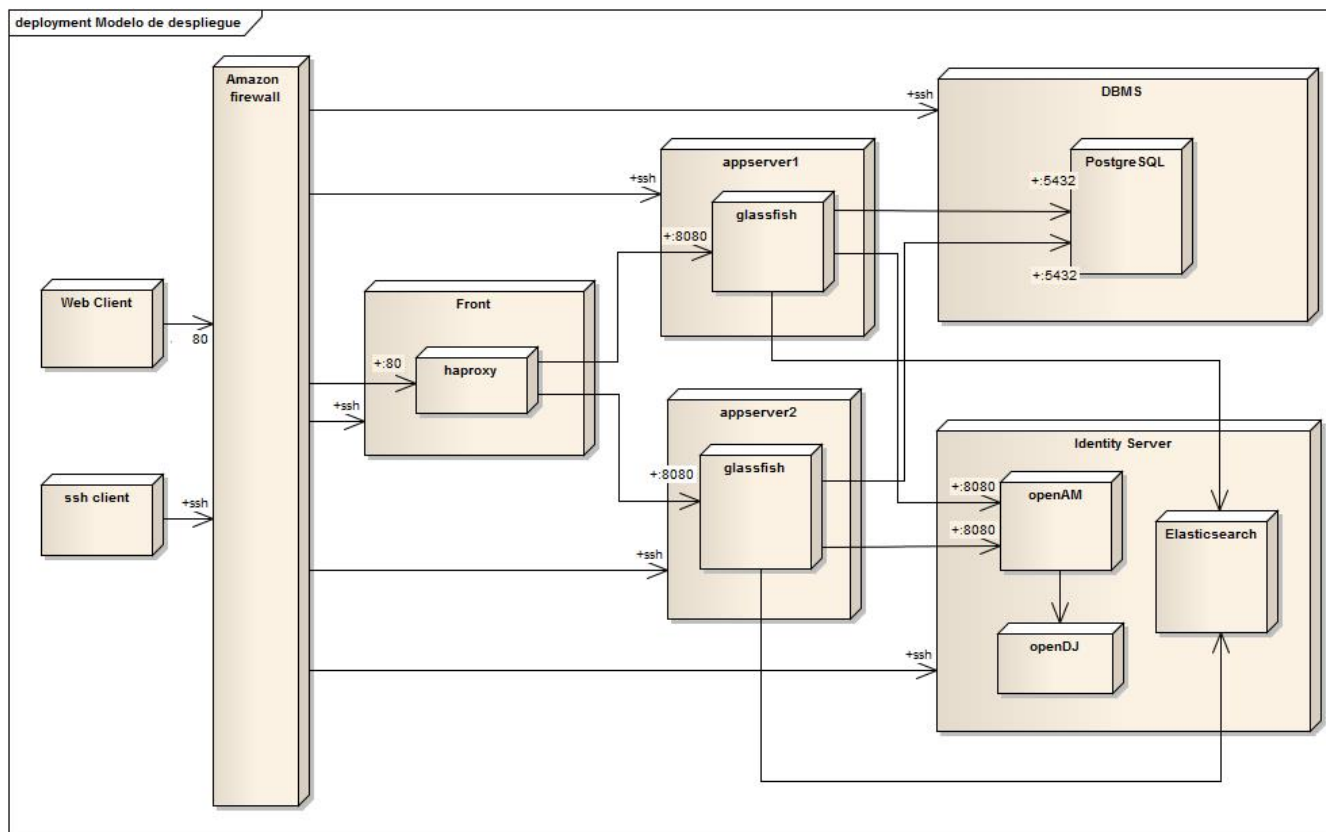 deployment Modelo de despliegue
Amazon
firewall
+ssh
DBMS
appserver1
PostgreSQL
+ssh
+:5432
glassfish
+:8080
+:5432
Web Client
Front
80
+:80
haproxy
+ssh
appserver2
Identity Server
glassfish
+:8080
ssh client
+ssh
+:8080
openAM
+:8080
Elasticsearch
+ssh
openDJ
+ssh